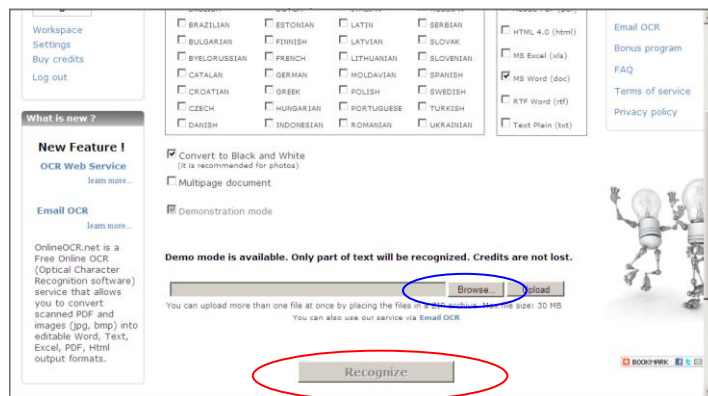 Workspace
Settings
Buy credits
Log out
What is new ?
New Feature !
OCR Web Service
learn more...
Email OCR
learn more...
OnlineOCR.net is a
Free Online OCR
(Optical Character
Recognition software)
service that allows
you to convert
scanned PDF and
images (jpg, bmp) into
editable Word, Text,
Excel, PDF, Html
output formats.
BRAZILIAN ESTONIAN LATIN SERBIAN
BULGARIAN FINNISH LATVIAN SLOVAK
BYELORUSSIAN FRENCH LITHUANIAN SLOVENIAN
CATALAN GERMAN MOLDAVIAN SPANISH
CROATIAN GREEK POLISH SWEDISH
CZECH HUNGARIAN PORTUGUESE TURKISH
DANISH INDONESIAN ROMANIAN UKRAINIAN
HTML 4.0 (html)
MS Excel (xls)
MS Word (doc)
RTF Word (rtf)
Text Plain (txt)
Convert to Black and White
(it is recommended for photos)
Multipage document
Demonstration mode
Demo mode is available. Only part of text will be recognized. Credits are not lost.
Browse... Upload
You can upload more than one file at once by placing the files in a ZIP archive. Max file size: 30 MB
You can also use our service via Email OCR
Recognize
Email OCR
Bonus program
FAQ
Terms of service
Privacy policy
BOOKMARK